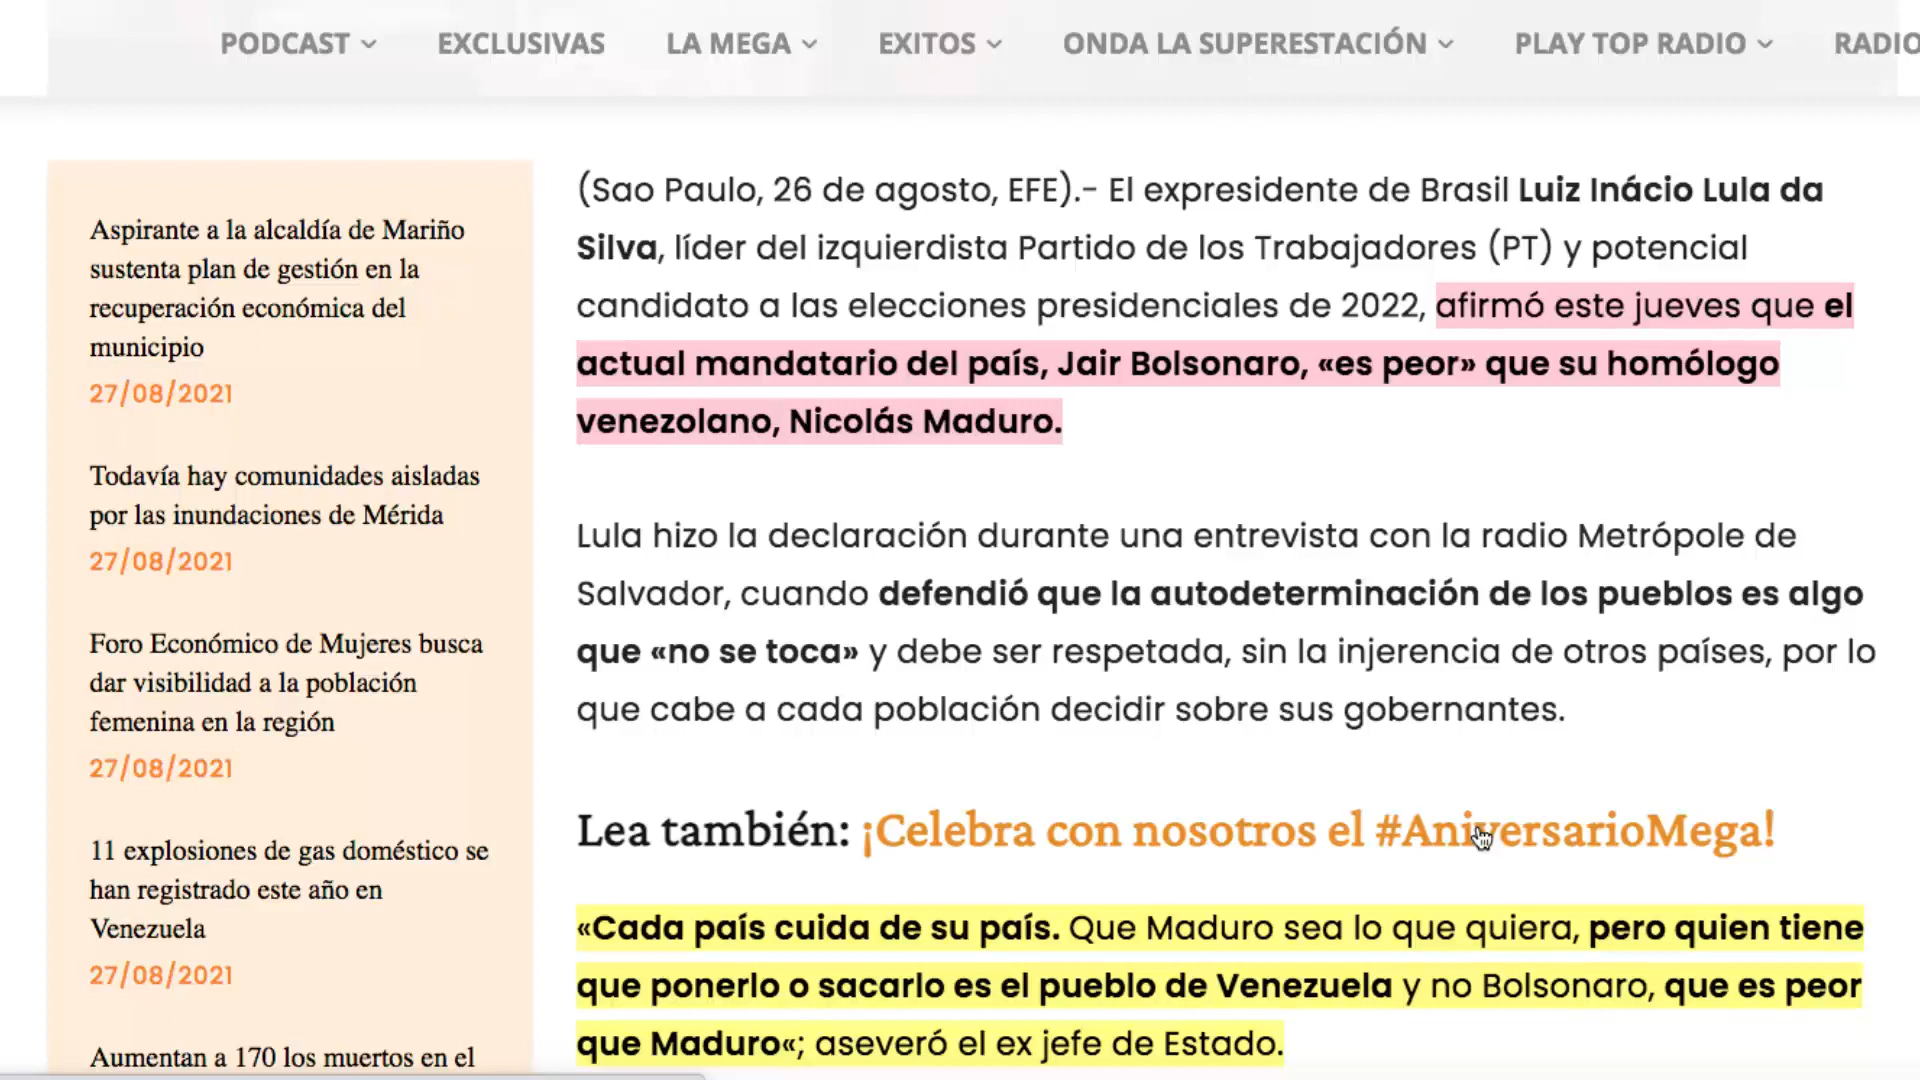 PODCAST EXCLUSIVAS LA MEGA EXITOS ONDA LA SUPERESTACIÓN PLAY TOP RADIO RADIO
Aspirante a la alcaldía de Mariño
sustenta plan de gestión en la
recuperación económica del
municipio
27/08/2021
Todavía hay comunidades aisladas
por las inundaciones de Mérida
27/08/2021
Foro Económico de Mujeres busca
dar visibilidad a la población
femenina en la región
27/08/2021
11 explosiones de gas doméstico se
han registrado este año en
Venezuela
27/08/2021
Aumentan a 170 los muertos en el
(Sao Paulo, 26 de agosto, EFE).- El expresidente de Brasil Luiz Inácio Lula da
Silva, líder del izquierdista Partido de los Trabajadores (PT) y potencial
candidato a las elecciones presidenciales de 2022, afirmó este jueves que el
actual mandatario del país, Jair Bolsonaro, «es peor» que su homólogo
venezolano, Nicolás Maduro.
Lula hizo la declaración durante una entrevista con la radio Metrópole de
Salvador, cuando defendió que la autodeterminación de los pueblos es algo
que «no se toca» y debe ser respetada, sin la injerencia de otros países, por lo
que cabe a cada población decidir sobre sus gobernantes.
Lea también: ¡Celebra con nosotros el #AniversarioMega!
«Cada país cuida de su país. Que Maduro sea lo que quiera, pero quien tiene
que ponerlo o sacarlo es el pueblo de Venezuela y no Bolsonaro, que es peor
que Maduro«; aseveró el ex jefe de Estado.